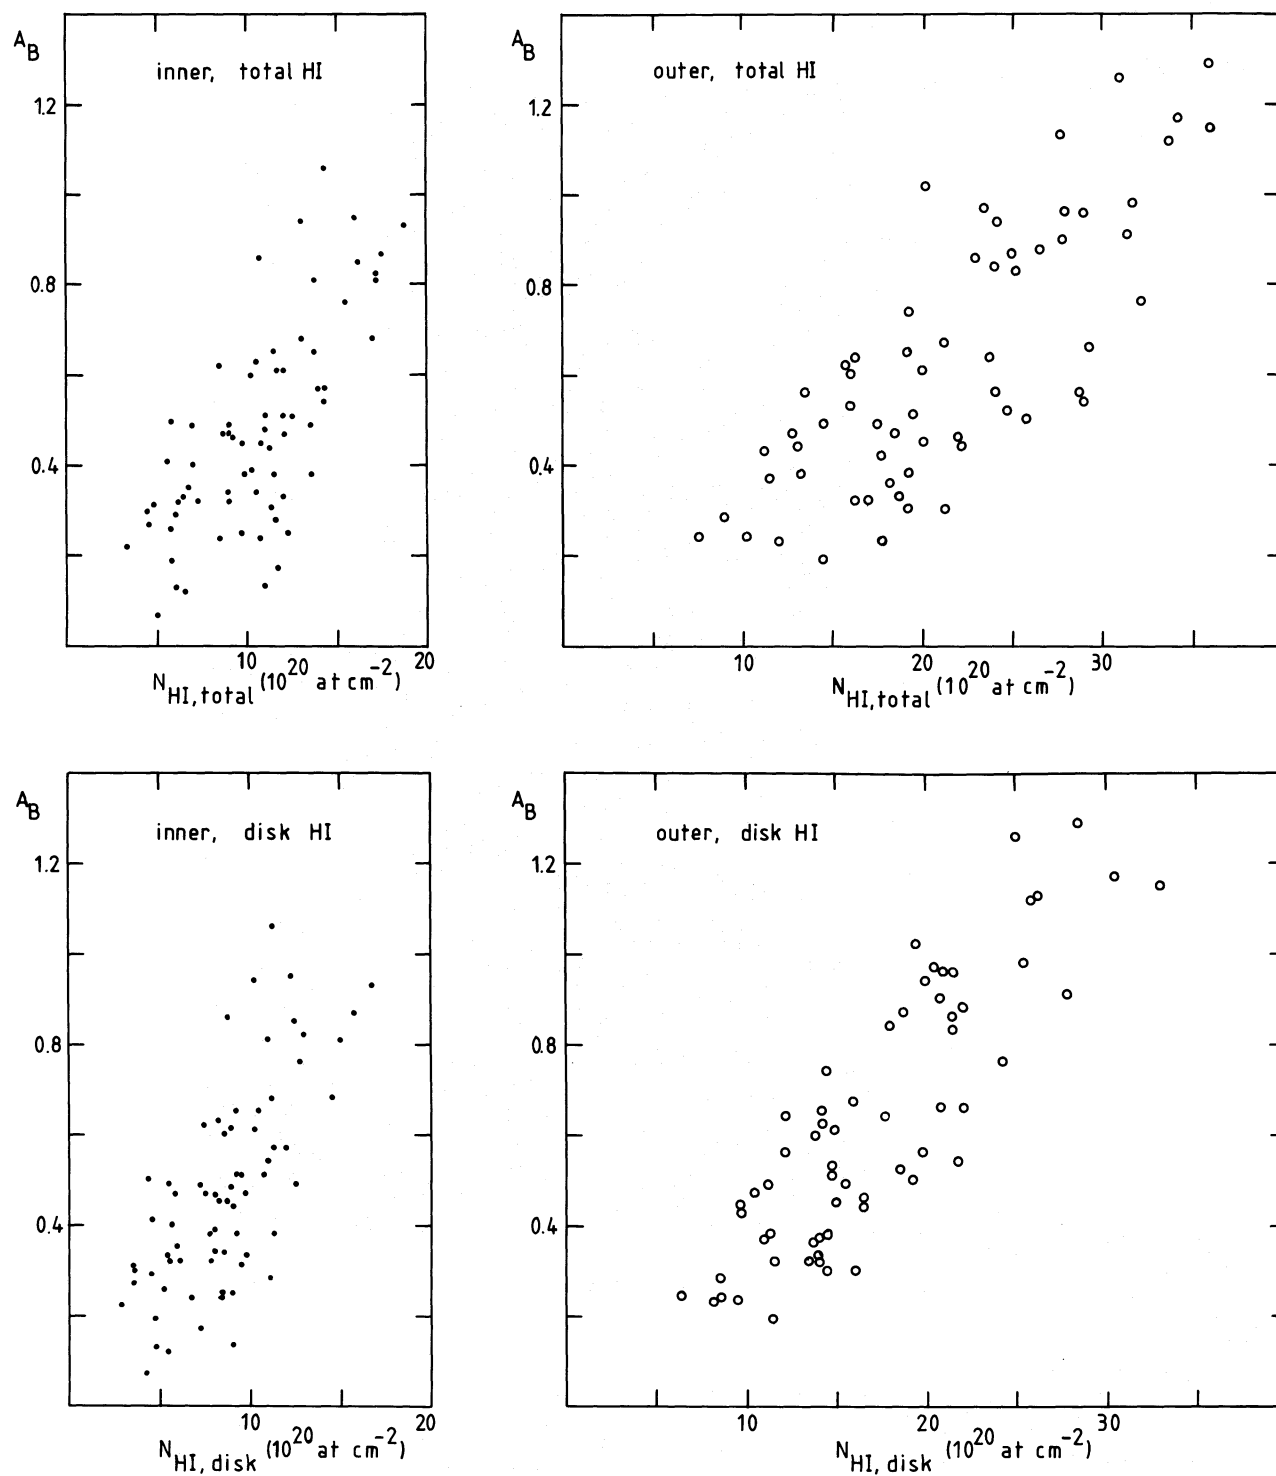 A_B
inner, total HI
1.2
0.8
0.4
10 20
N_HI,total (10^20 at cm^-2)
A_B
outer, total HI
1.2
0.8
0.4
10 20 30
N_HI,total (10^20 at cm^-2)
A_B
inner, disk HI
1.2
0.8
0.4
10 20
N_HI,disk (10^20 at cm^-2)
A_B
outer, disk HI
1.2
0.8
0.4
10 20 30
N_HI,disk (10^20 at cm^-2)